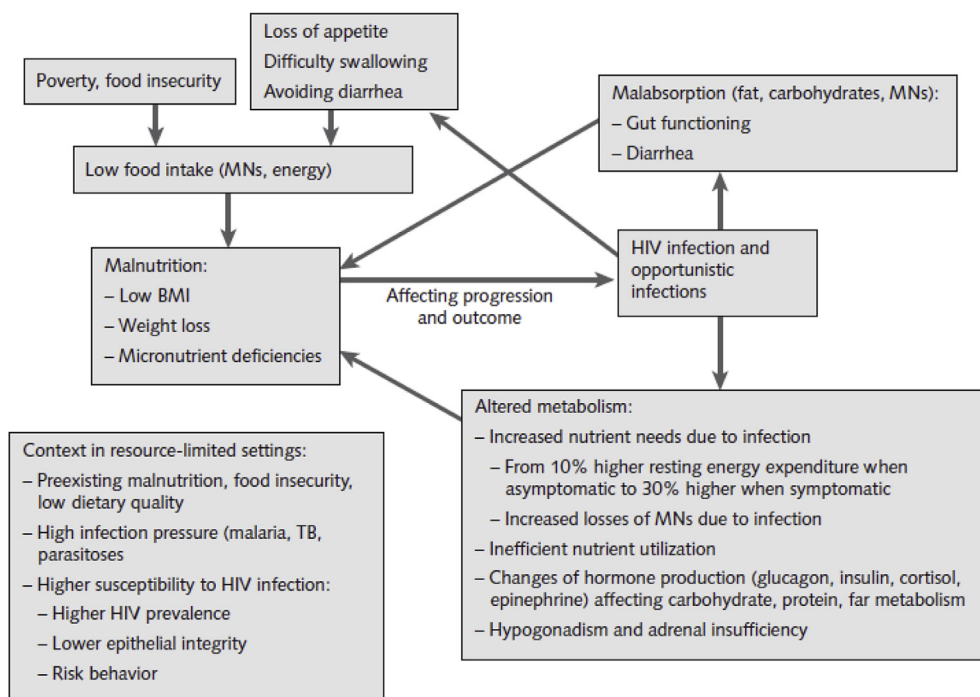 Loss of appetite
Difficulty swallowing
Avoiding diarrhea
Poverty, food insecurity
Malabsorption (fat, carbohydrates, MNs):
– Gut functioning
– Diarrhea
Low food intake (MNs, energy)
HIV infection and
opportunistic
infections
Malnutrition:
– Low BMI
– Weight loss
– Micronutrient deficiencies
Affecting progression
and outcome
Altered metabolism:
– Increased nutrient needs due to infection
– From 10% higher resting energy expenditure when
asymptomatic to 30% higher when symptomatic
– Increased losses of MNs due to infection
– Inefficient nutrient utilization
– Changes of hormone production (glucagon, insulin, cortisol,
epinephrine) affecting carbohydrate, protein, far metabolism
– Hypogonadism and adrenal insufficiency
Context in resource-limited settings:
– Preexisting malnutrition, food insecurity,
low dietary quality
– High infection pressure (malaria, TB,
parasitoses
– Higher susceptibility to HIV infection:
– Higher HIV prevalence
– Lower epithelial integrity
– Risk behavior